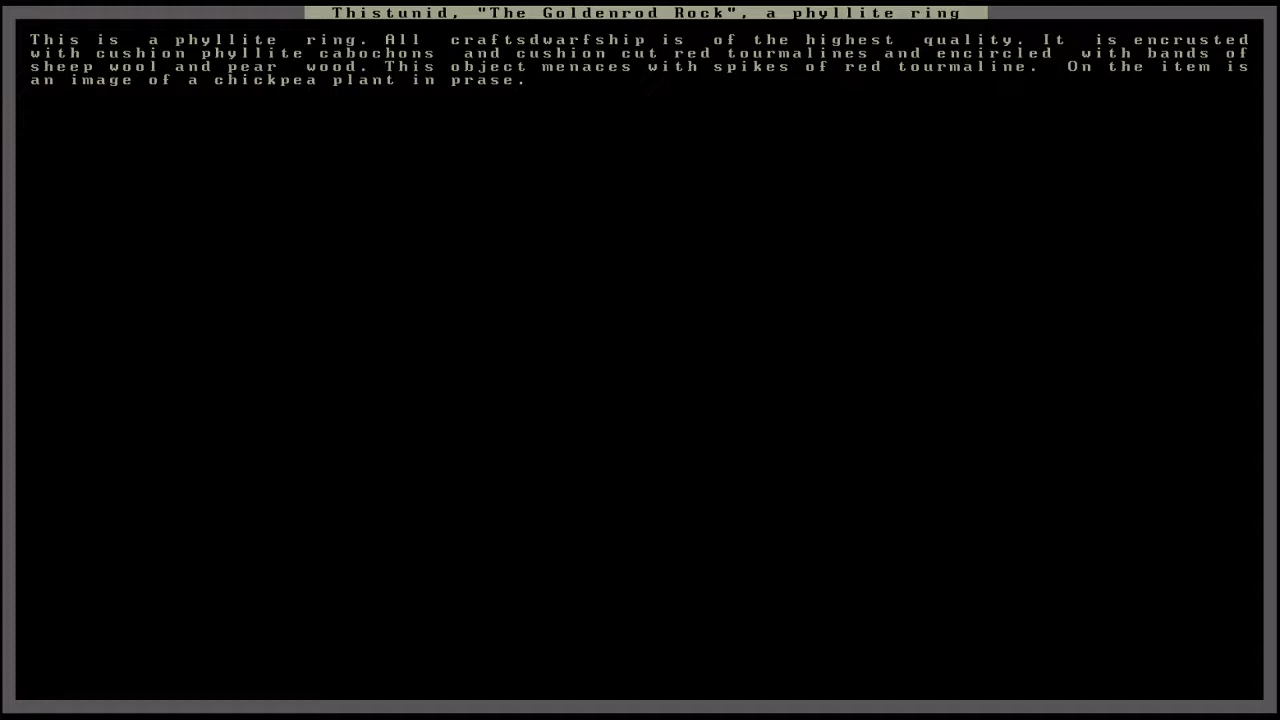 Thistunid, "The Goldenrod Rock", a phyllite ring
This is a phyllite ring. All craftsdwarfship is of the highest quality. It is encrusted
with cushion phyllite cabochons and cushion cut red tourmalines and encircled with bands of
sheep wool and pear wood. This object menaces with spikes of red tourmaline. On the item is
an image of a chickpea plant in prase.